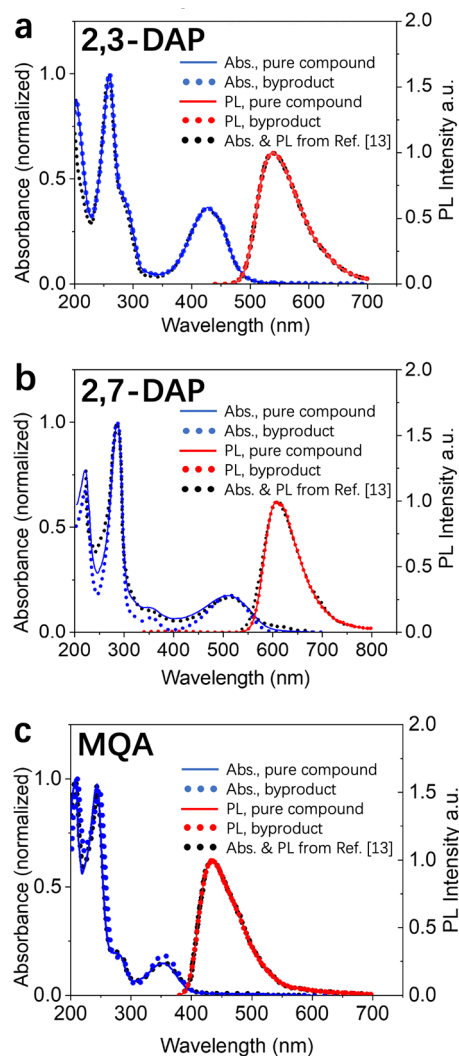 a
2,3-DAP
Abs., pure compound
Abs., byproduct
PL, pure compound
PL, byproduct
Abs. & PL from Ref. [13]
Absorbance (normalized)
1.0
0.5
0.0
PL Intensity a.u.
2.0
1.5
1.0
0.5
0.0
200 300 400 500 600 700
Wavelength (nm)
b
2,7-DAP
Abs., pure compound
Abs., byproduct
PL, pure compound
PL, byproduct
Abs. & PL from Ref. [13]
Absorbance (normalized)
1.0
0.5
0.0
PL Intensity a.u.
2.0
1.5
1.0
0.5
0.0
200 300 400 500 600 700 800
Wavelength (nm)
c
MQA
Abs., pure compound
Abs., byproduct
PL, pure compound
PL, byproduct
Abs. & PL from Ref. [13]
Absorbance (normalized)
1.0
0.5
0.0
PL Intensity a.u.
2.0
1.5
1.0
0.5
0.0
200 300 400 500 600 700
Wavelength (nm)